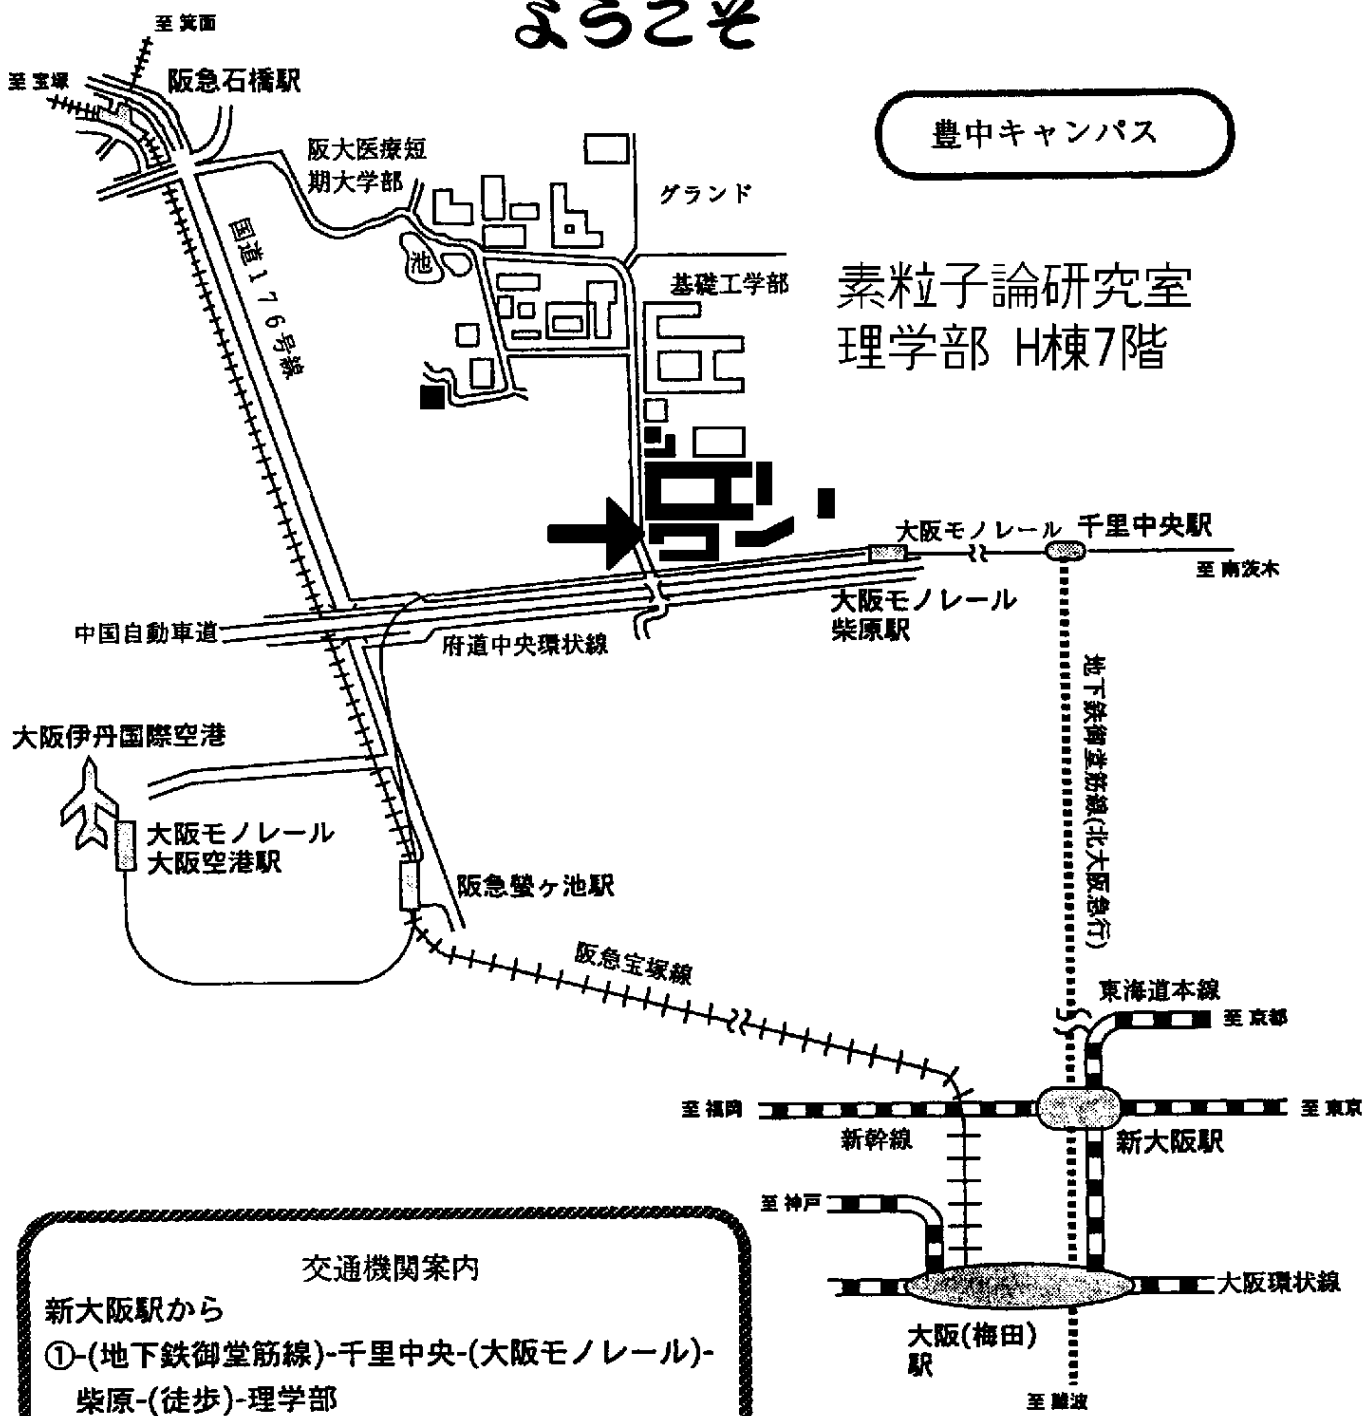 ようこそ
至 箕面
至 宝塚
阪急石橋駅
豊中キャンパス
阪大医療短
期大学部
グランド
国道176号線
池
基礎工学部
素粒子論研究室
理学部 H棟7階
大阪モノレール
千里中央駅
至 南茨木
大阪モノレール
柴原駅
中国自動車道
府道中央環状線
地下鉄御堂筋線(北大阪急行)
大阪伊丹国際空港
大阪モノレール
大阪空港駅
阪急螢ヶ池駅
阪急宝塚線
東海道本線
至 京都
至 福岡
至 東京
新幹線
新大阪駅
至 神戸
大阪環状線
大阪(梅田)
駅
至 難波
交通機関案内
新大阪駅から
①-(地下鉄御堂筋線)-千里中央-(大阪モノレール)-
柴原-(徒歩)-理学部